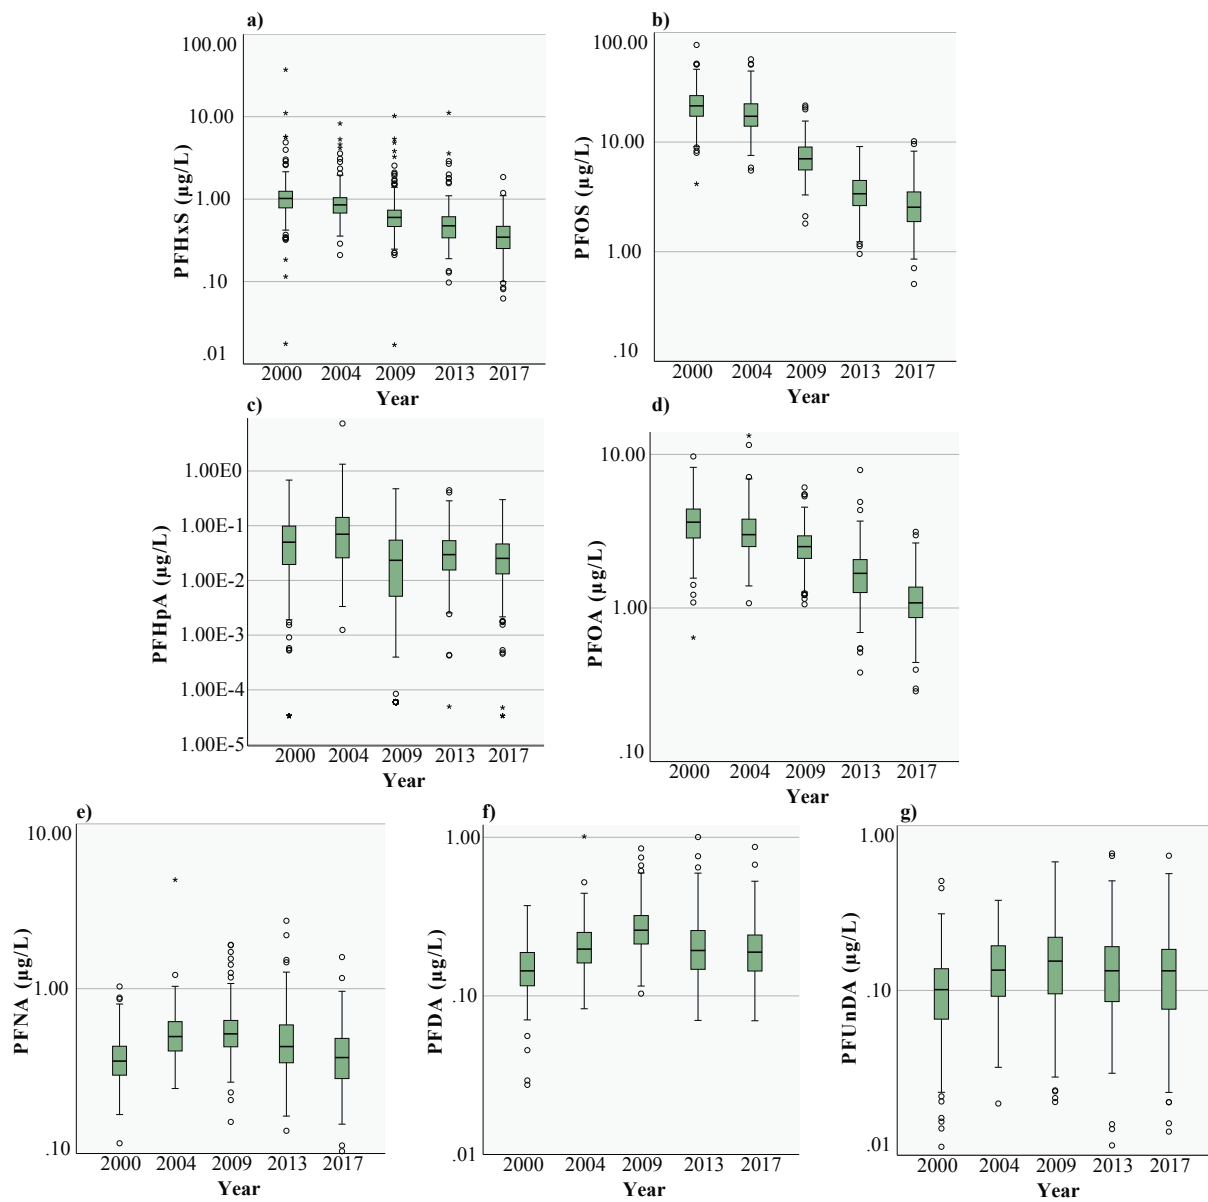 a)
100.00
10.00
1.00
.10
.01
PFHxS (µg/L)
2000 2004 2009 2013 2017
Year
b)
100.00
10.00
1.00
.10
PFOS (µg/L)
2000 2004 2009 2013 2017
Year
c)
1.00E0
1.00E-1
1.00E-2
1.00E-3
1.00E-4
1.00E-5
PFHpA (µg/L)
2000 2004 2009 2013 2017
Year
d)
10.00
1.00
.10
PFOA (µg/L)
2000 2004 2009 2013 2017
Year
e)
10.00
1.00
.10
PFNA (µg/L)
2000 2004 2009 2013 2017
Year
f)
1.00
.10
.01
PFDA (µg/L)
2000 2004 2009 2013 2017
Year
g)
1.00
.10
.01
PFUnDA (µg/L)
2000 2004 2009 2013 2017
Year